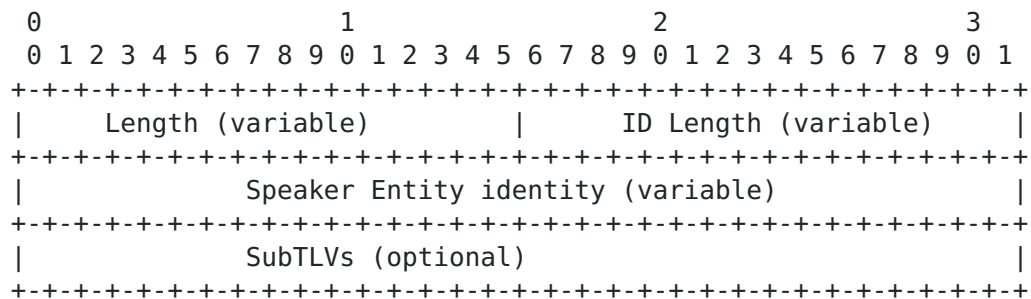 0                   1                   2                   3
 0 1 2 3 4 5 6 7 8 9 0 1 2 3 4 5 6 7 8 9 0 1 2 3 4 5 6 7 8 9 0 1
+-+-+-+-+-+-+-+-+-+-+-+-+-+-+-+-+-+-+-+-+-+-+-+-+-+-+-+-+-+-+-+-+
|     Length (variable)         |       ID Length (variable)    |
+-+-+-+-+-+-+-+-+-+-+-+-+-+-+-+-+-+-+-+-+-+-+-+-+-+-+-+-+-+-+-+-+
|              Speaker Entity identity (variable)               |
+-+-+-+-+-+-+-+-+-+-+-+-+-+-+-+-+-+-+-+-+-+-+-+-+-+-+-+-+-+-+-+-+
|              SubTLVs (optional)                               |
+-+-+-+-+-+-+-+-+-+-+-+-+-+-+-+-+-+-+-+-+-+-+-+-+-+-+-+-+-+-+-+-+